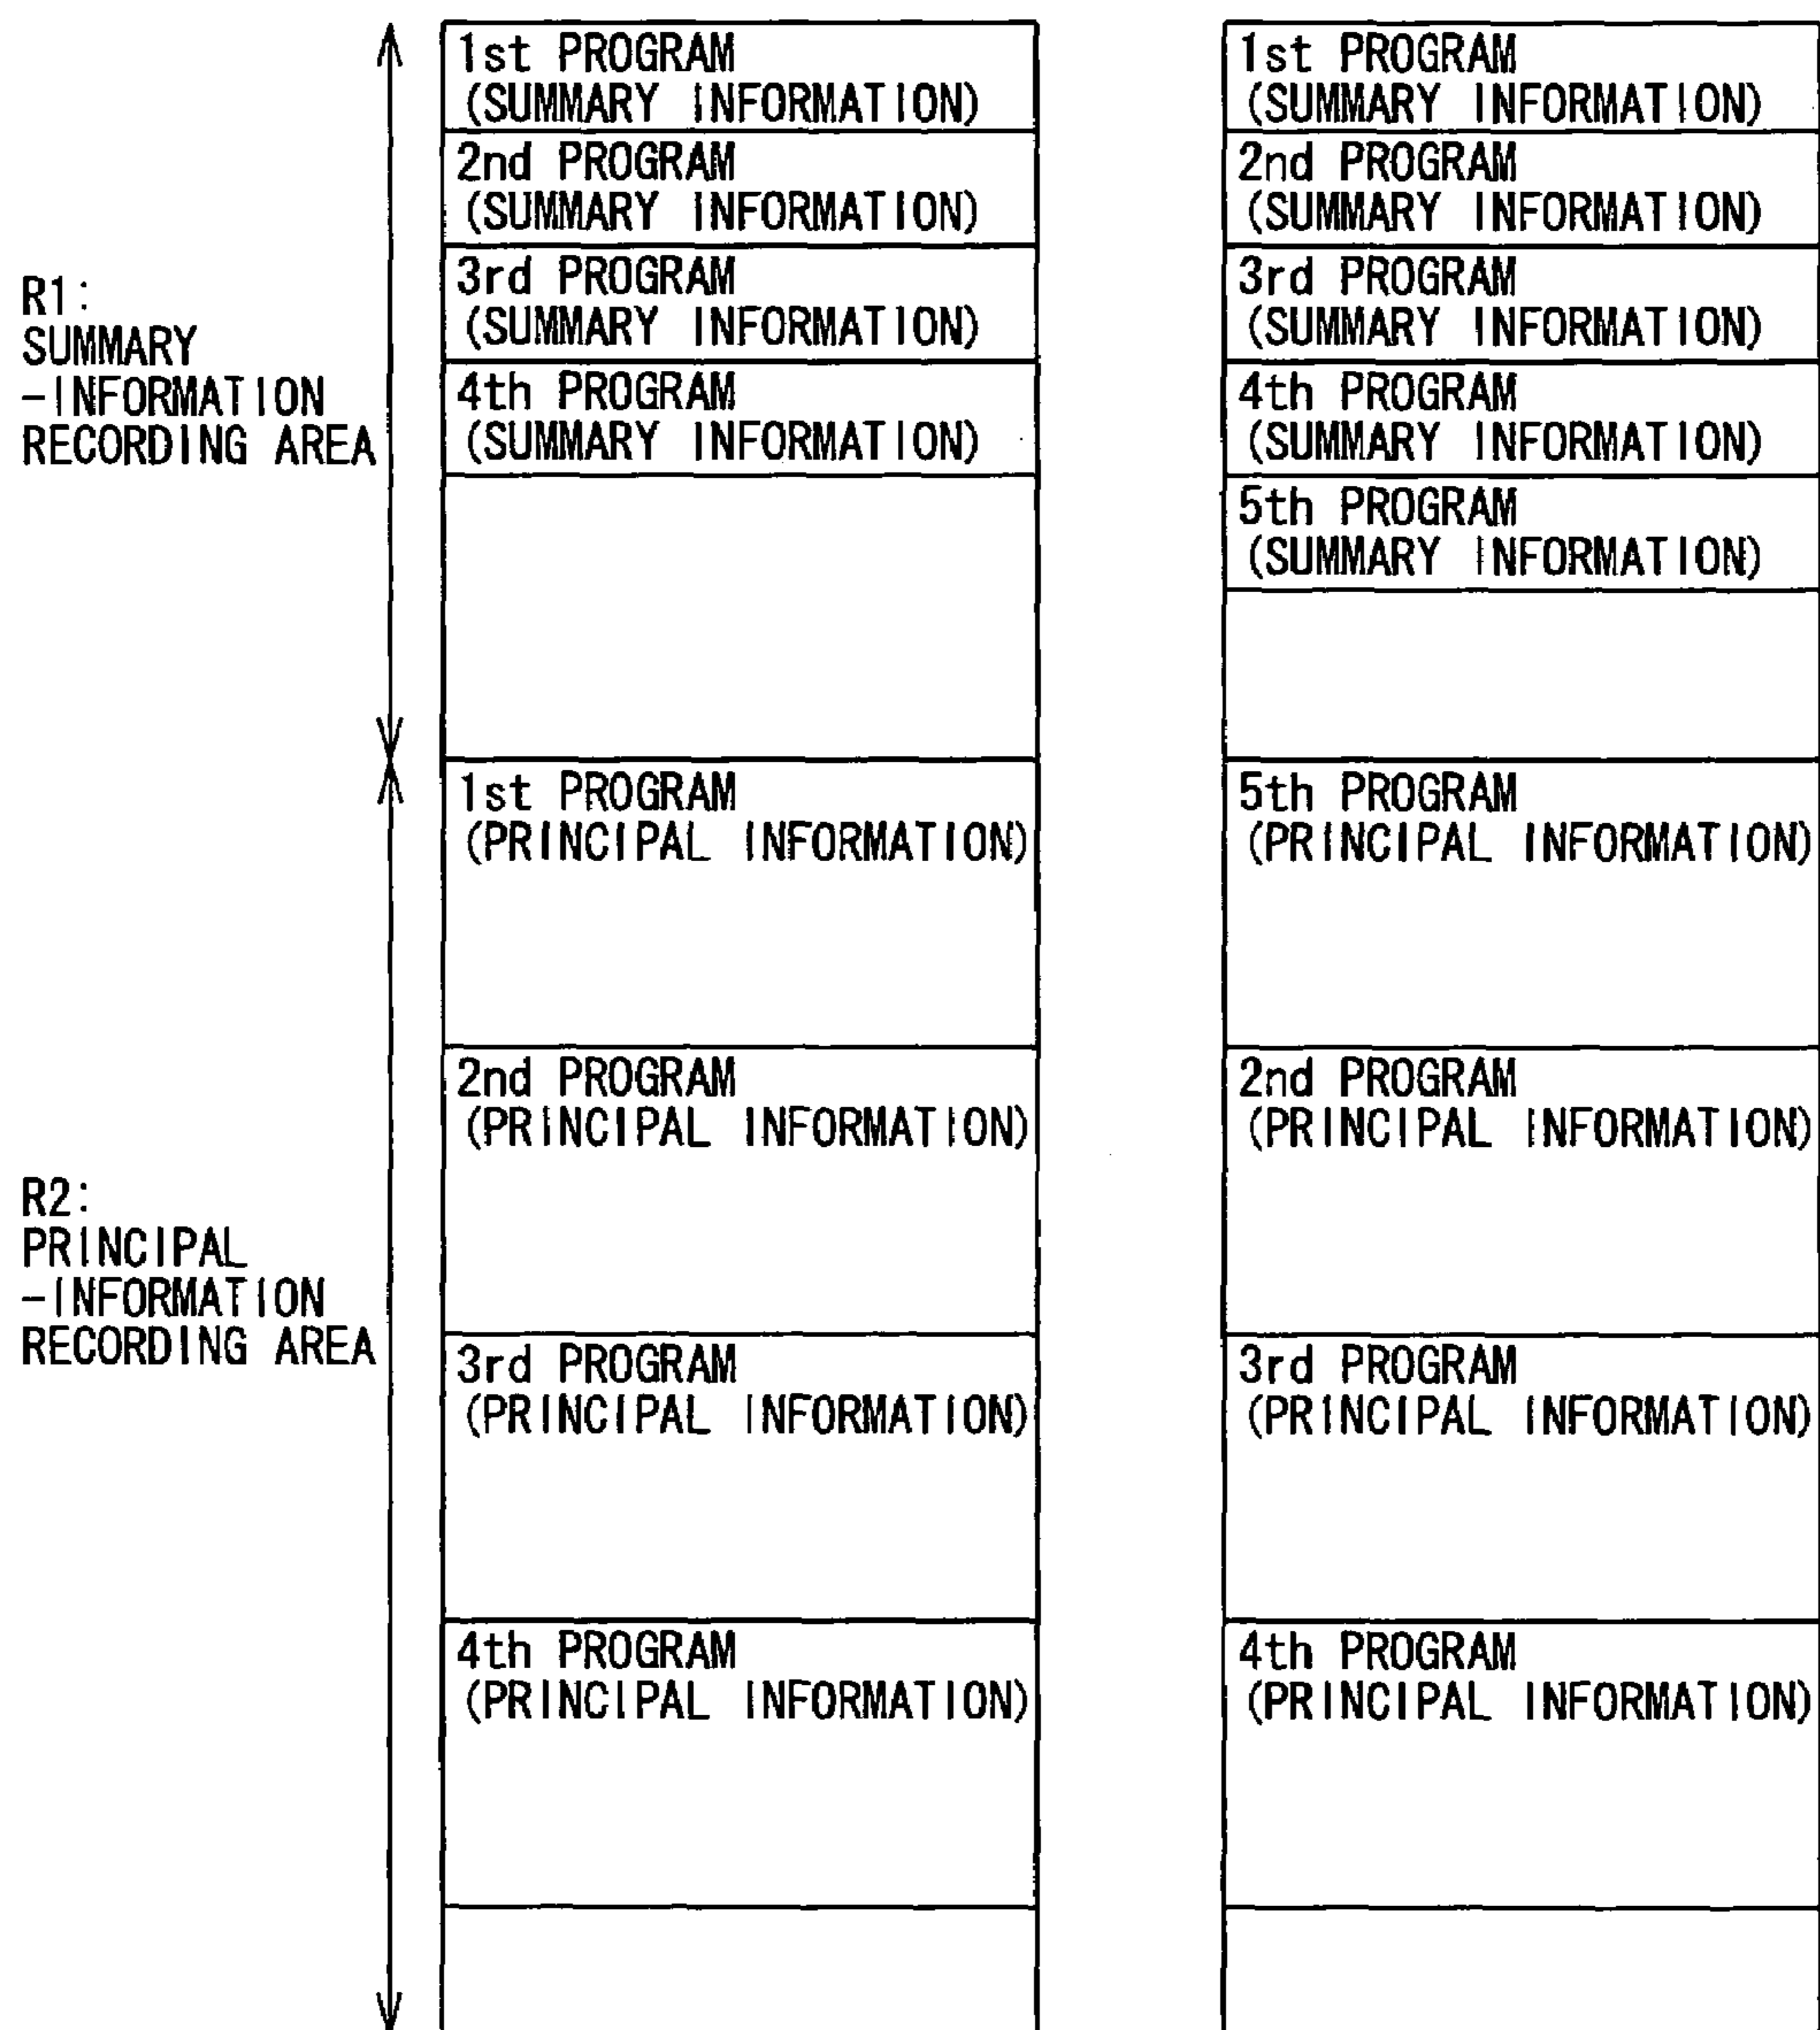 R1:
SUMMARY
-INFORMATION
RECORDING AREA
R2:
PRINCIPAL
-INFORMATION
RECORDING AREA
1st PROGRAM
(SUMMARY INFORMATION)
2nd PROGRAM
(SUMMARY INFORMATION)
3rd PROGRAM
(SUMMARY INFORMATION)
4th PROGRAM
(SUMMARY INFORMATION)
1st PROGRAM
(PRINCIPAL INFORMATION)
2nd PROGRAM
(PRINCIPAL INFORMATION)
3rd PROGRAM
(PRINCIPAL INFORMATION)
4th PROGRAM
(PRINCIPAL INFORMATION)
1st PROGRAM
(SUMMARY INFORMATION)
2nd PROGRAM
(SUMMARY INFORMATION)
3rd PROGRAM
(SUMMARY INFORMATION)
4th PROGRAM
(SUMMARY INFORMATION)
5th PROGRAM
(SUMMARY INFORMATION)
5th PROGRAM
(PRINCIPAL INFORMATION)
2nd PROGRAM
(PRINCIPAL INFORMATION)
3rd PROGRAM
(PRINCIPAL INFORMATION)
4th PROGRAM
(PRINCIPAL INFORMATION)